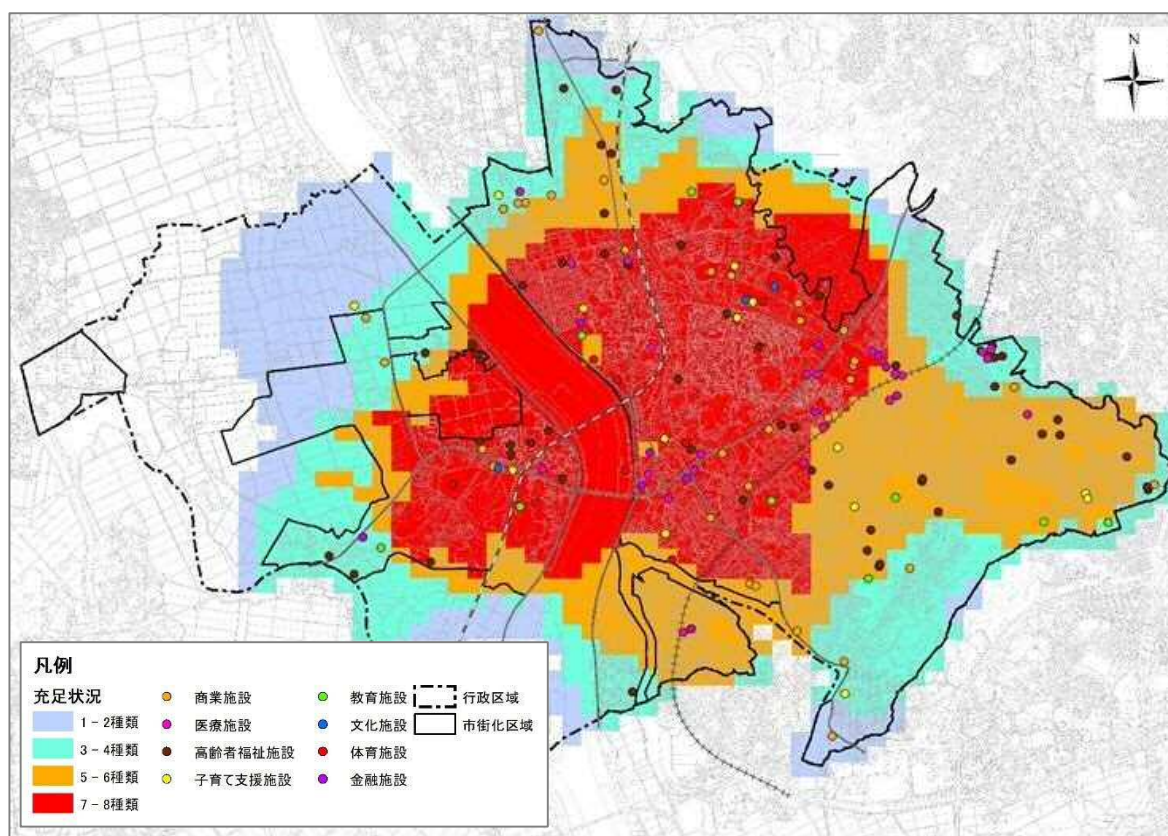 N
凡例
充足状況
1-2種類
3-4種類
5-6種類
7-8種類
商業施設
医療施設
高齢者福祉施設
子育て支援施設
教育施設
文化施設
体育施設
金融施設
行政区域
市街化区域